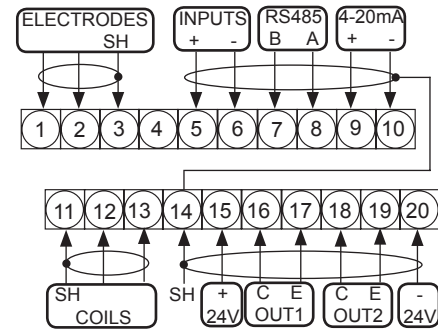 ELECTRODES INPUTS RS485 4-20mA
SH + - B A + -
1 2 3 4 5 6 7 8 9 10
11 12 13 14 15 16 17 18 19 20
SH SH + C E C E -
COILS 24V OUT1 OUT2 24V